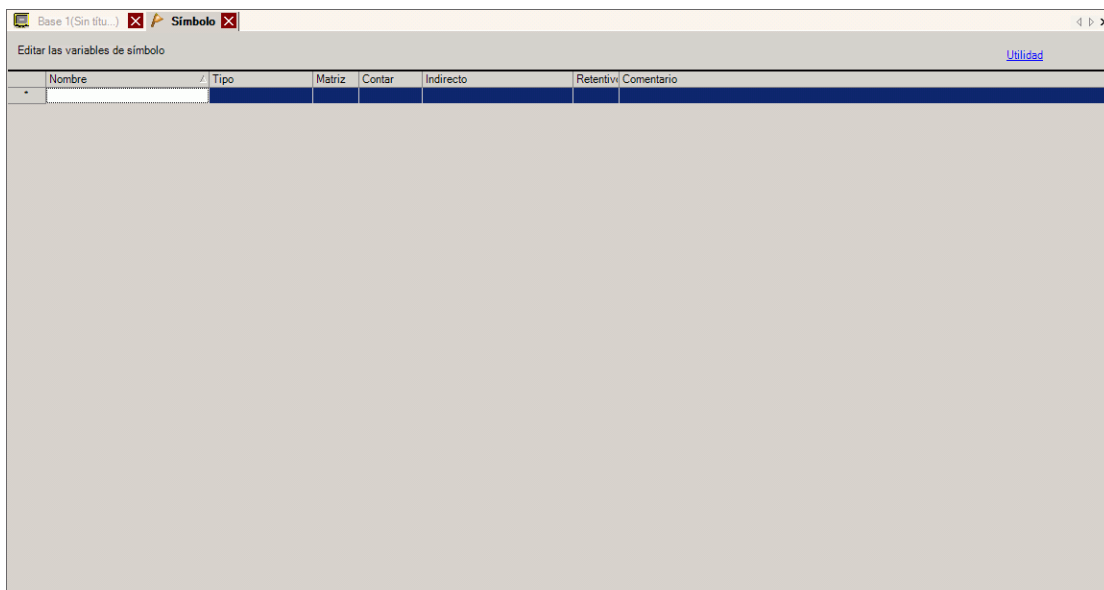 Base 1(Sin títu...) Símbolo
Editar las variables de símbolo
Utilidad
Nombre Tipo Matriz Contar Indirecto Retentiv Comentario
*